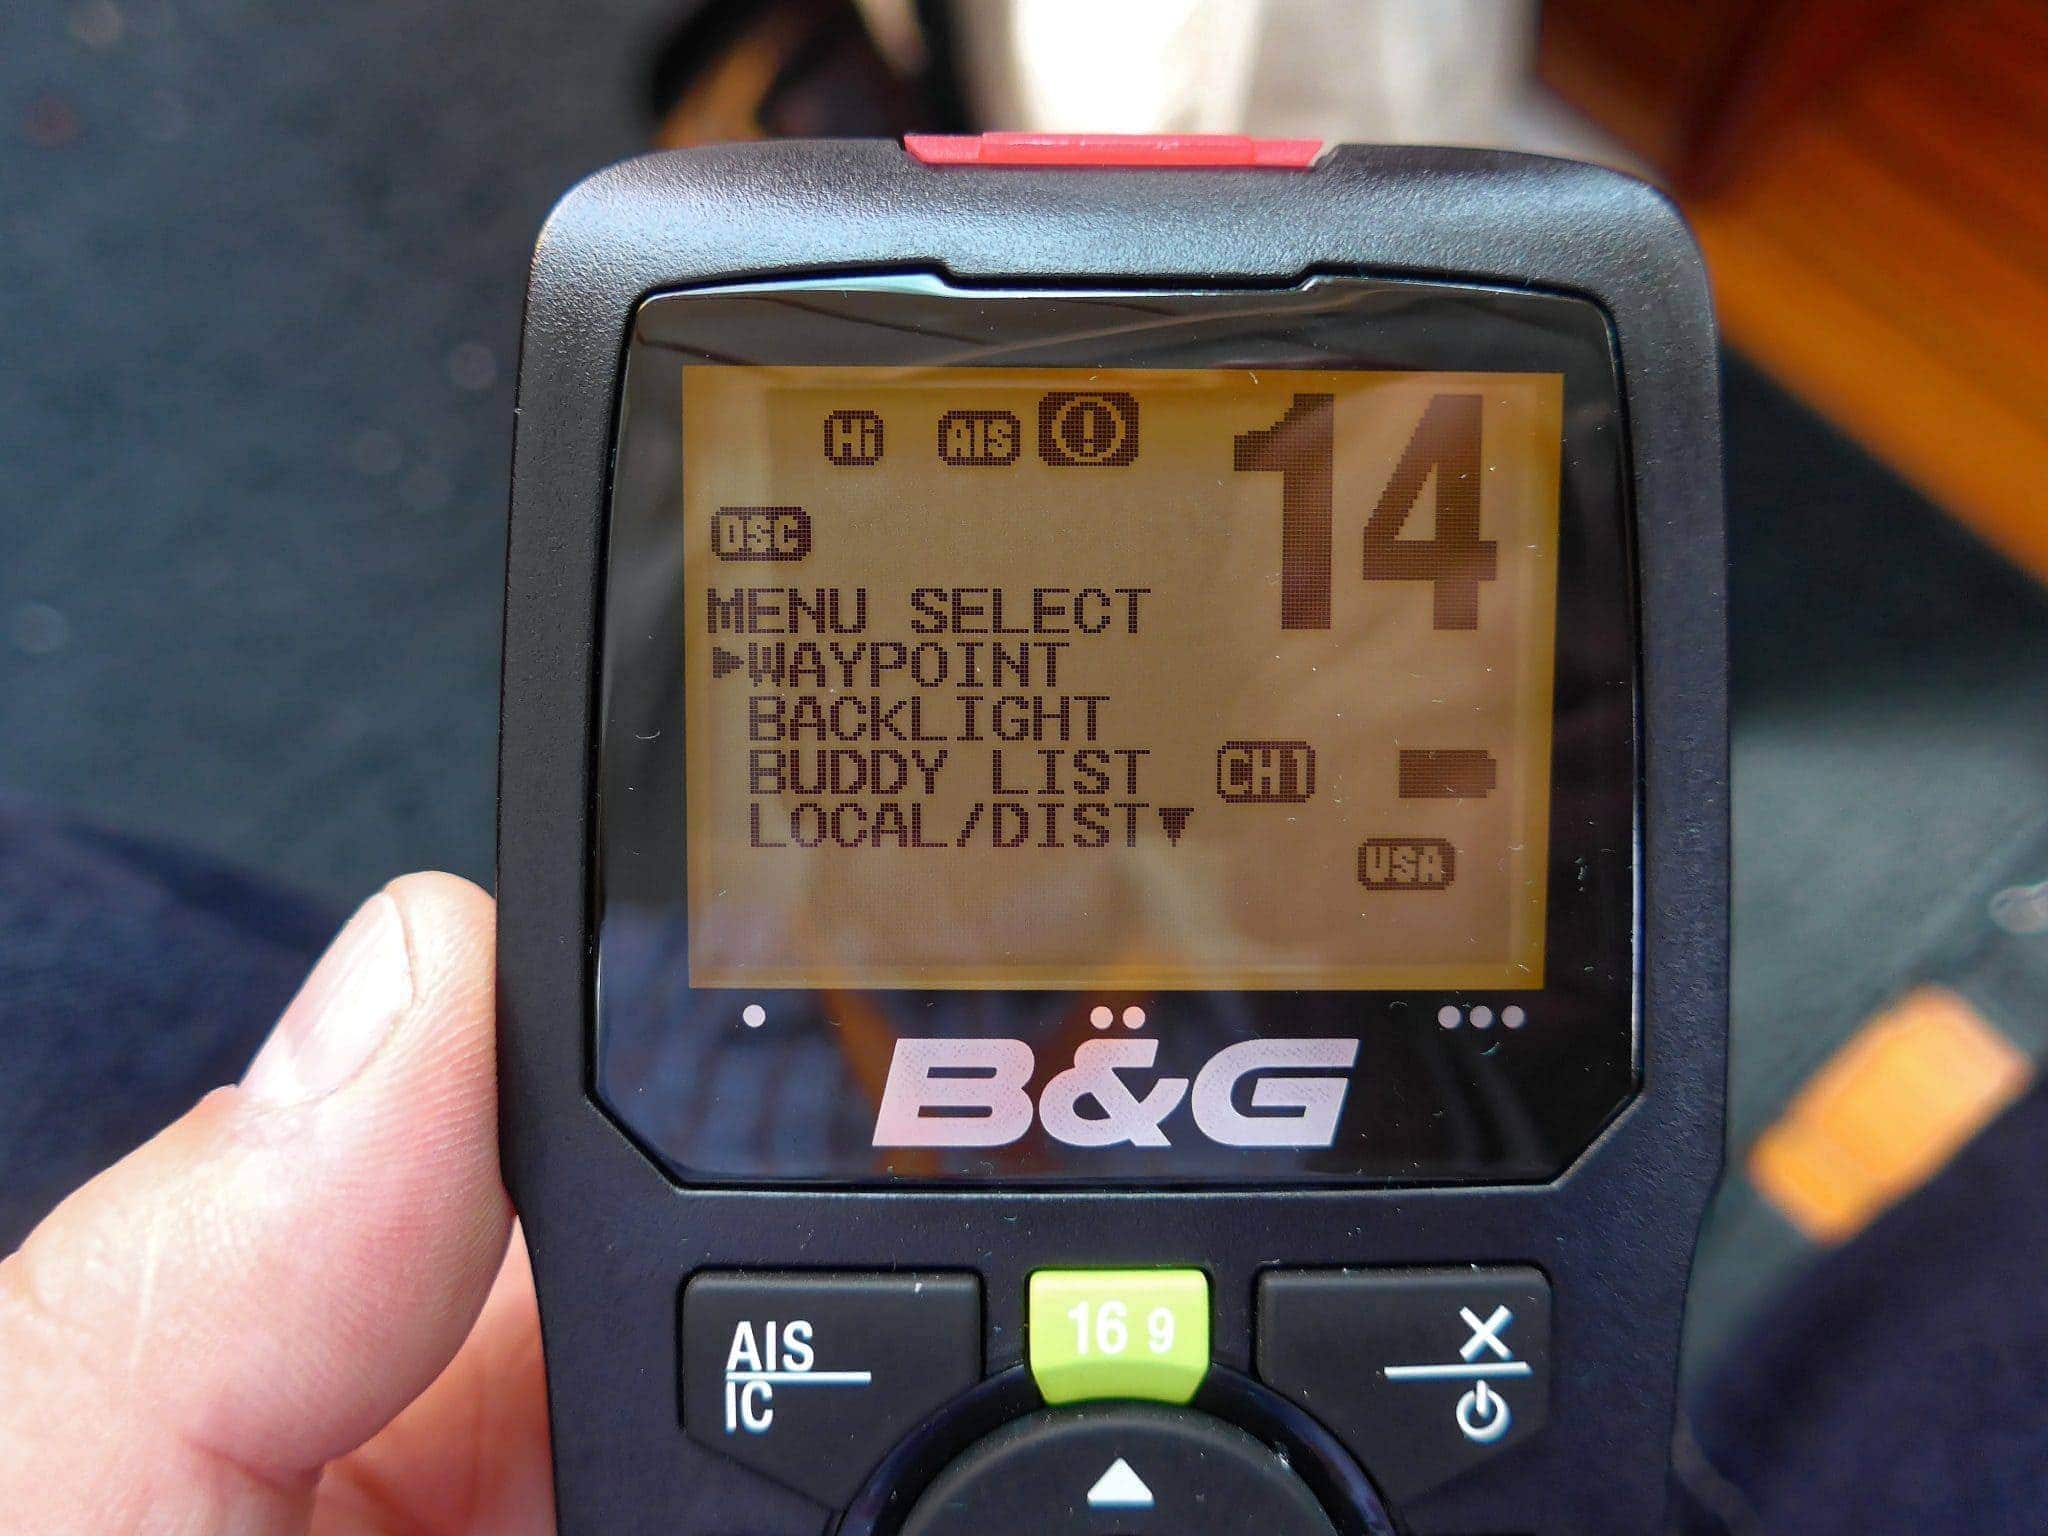 Hi AIS 14
DSC
MENU SELECT
►WAYPOINT
BACKLIGHT
BUDDY LIST CH1
LOCAL/DIST▼
USA
B&G
AIS
IC
16 9